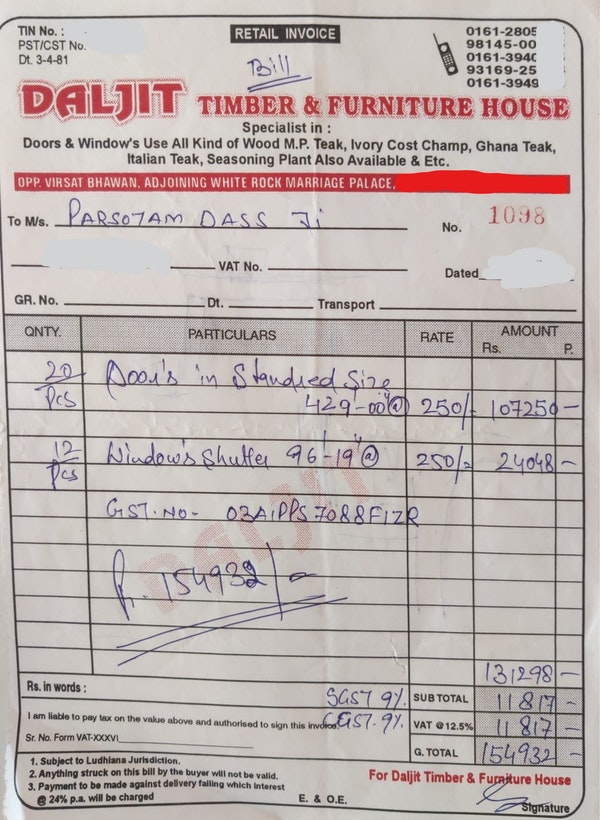 TIN No. :
PST/CST No.
Dt. 3-4-81
RETAIL INVOICE
0161-2805
98145-00
0161-3940
93169-25
0161-3949
Bill
DALJIT TIMBER & FURNITURE HOUSE
Specialist in :
Doors & Window's Use All Kind of Wood M.P. Teak, Ivory Cost Champ, Ghana Teak,
Italian Teak, Seasoning Plant Also Available & Etc.
OPP. VIRSAT BHAWAN, ADJOINING WHITE ROCK MARRIAGE PALACE,
To M/s. PARSOTAM DASS Ji
No. 1098
VAT No. Dated
GR. No. Dt. Transport
QNTY. PARTICULARS RATE AMOUNT
Rs. P.
20 Pcs Door's in Standred Size
429-00"@ 250/- 107250-
12 Pcs Window's Shutter 96'-19"@ 250/- 24048-
GST.NO- 03AIPPS7088F1ZR
DALJIT
154932/-
131298-
Rs. in words : SGST 9% SUB TOTAL 11817-
I am liable to pay tax on the value above and authorised to sign this invoice. CGST. 9% VAT @12.5% 11817-
Sr. No. Form VAT-XXXVI
G. TOTAL 154932-
1. Subject to Ludhiana Jurisdiction.
2. Anything struck on this bill by the buyer will not be valid.
3. Payment to be made against delivery failing which interest
@ 24% p.a. will be charged
E. & O.E.
For Daljit Timber & Furniture House
Signature